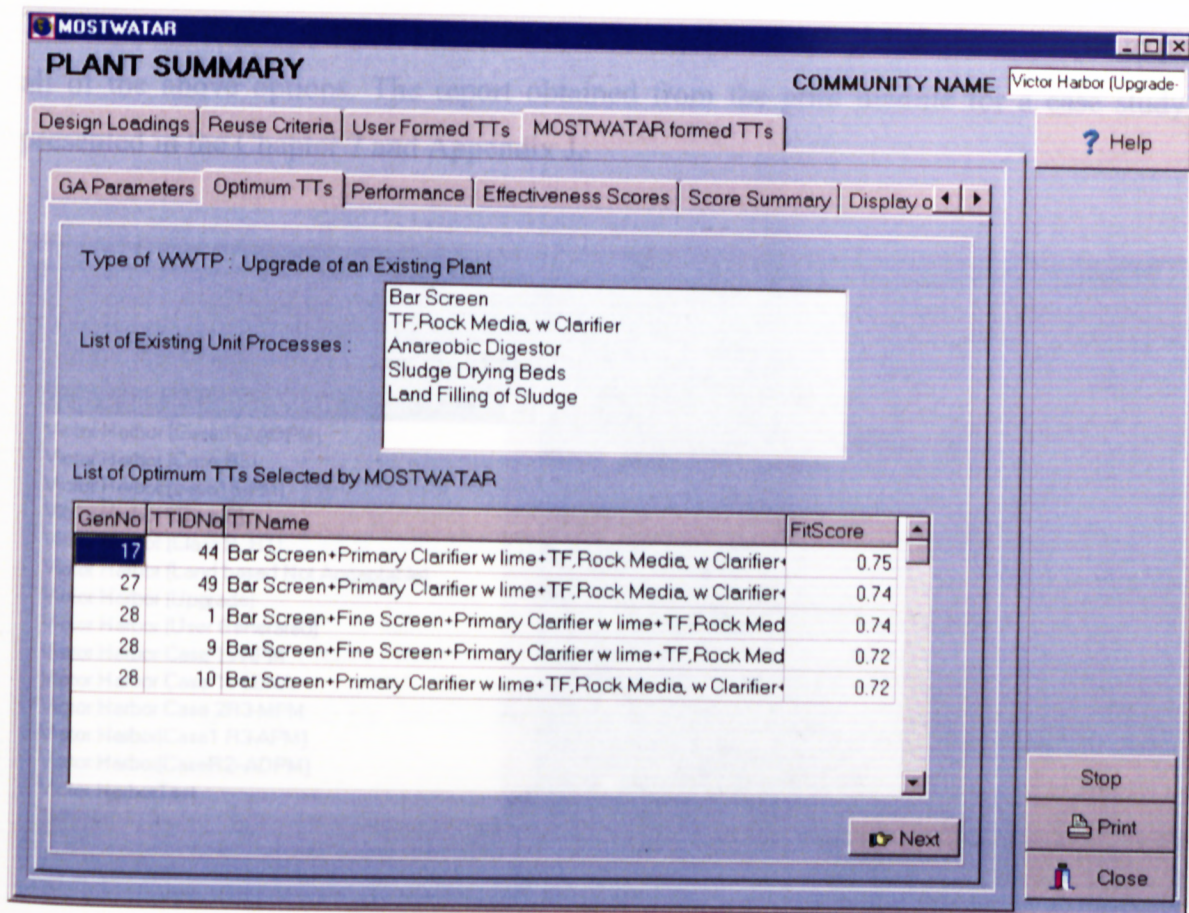 MOSTWATAR
PLANT SUMMARY
COMMUNITY NAME Victor Harbor (Upgrade-
Design Loadings Reuse Criteria User Formed TTs MOSTWATAR formed TTs
? Help
GA Parameters Optimum TTs Performance Effectiveness Scores Score Summary Display o
Type of WWTP : Upgrade of an Existing Plant
List of Existing Unit Processes :
Bar Screen
TF,Rock Media, w Clarifier
Anareobic Digestor
Sludge Drying Beds
Land Filling of Sludge
List of Optimum TTs Selected by MOSTWATAR
GenNo TTIDNo TTName FitScore
17 44 Bar Screen+Primary Clarifier w lime+TF,Rock Media, w Clarifier+ 0.75
27 49 Bar Screen+Primary Clarifier w lime+TF,Rock Media, w Clarifier+ 0.74
28 1 Bar Screen+Fine Screen+Primary Clarifier w lime+TF,Rock Med 0.74
28 9 Bar Screen+Fine Screen+Primary Clarifier w lime+TF,Rock Med 0.72
28 10 Bar Screen+Primary Clarifier w lime+TF,Rock Media, w Clarifier+ 0.72
Next
Stop
Print
Close